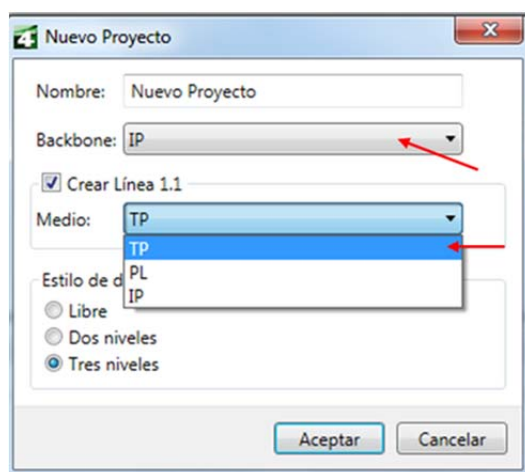 4 Nuevo Proyecto
Nombre: Nuevo Proyecto
Backbone: IP
Crear Línea 1.1
Medio: TP
TP
PL
IP
Estilo de d
Libre
Dos niveles
Tres niveles
Aceptar Cancelar